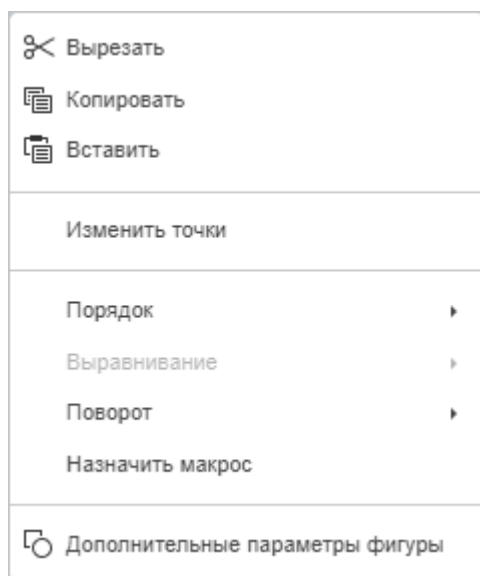 Вырезать
Копировать
Вставить
Изменить точки
Порядок
Выравнивание
Поворот
Назначить макрос
Дополнительные параметры фигуры